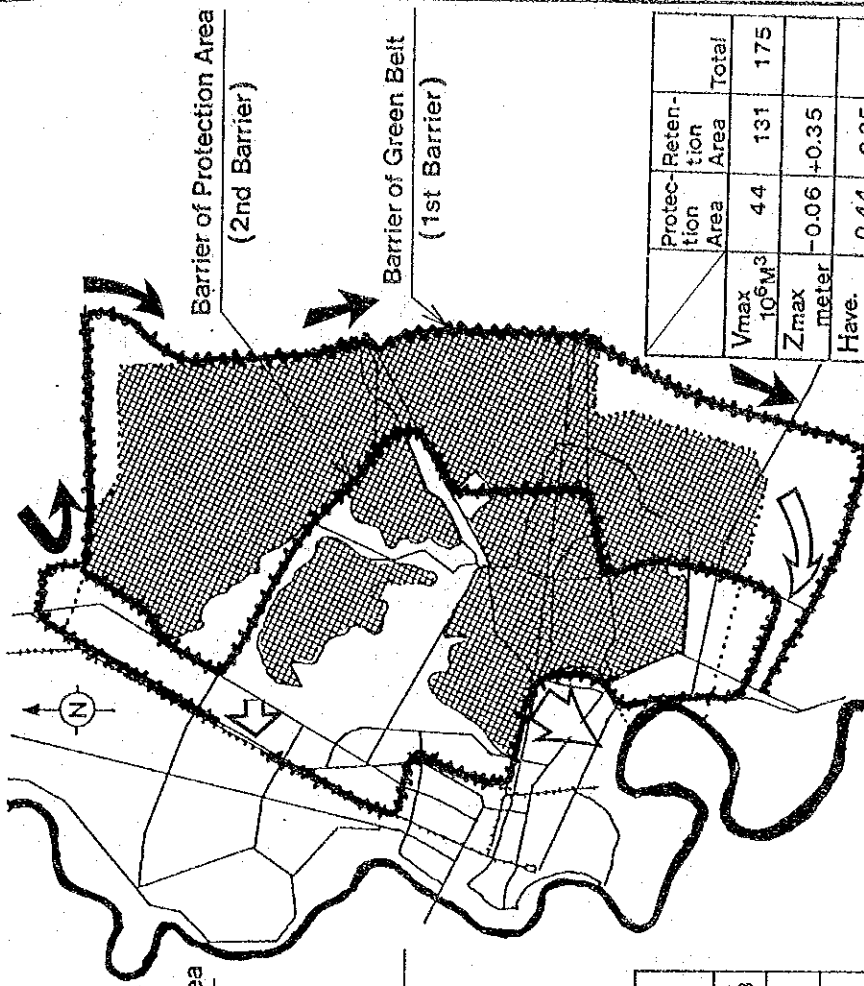 Barrier of Protection Area
(2nd Barrier)
Barrier of Green Belt
(1st Barrier)
N
ea
Protec- Reten-
tion tion
Area Area Total
Vmax
10⁶M³ 44 131 175
Zmax
meter -0.06 +0.35
Have.